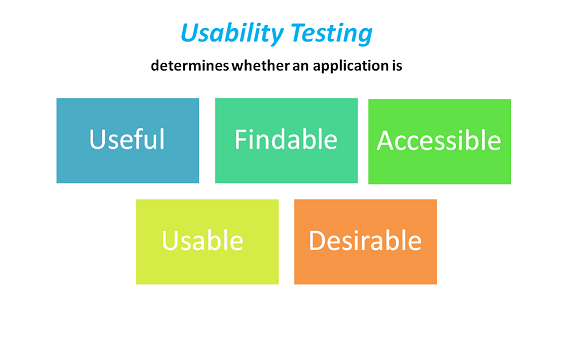 Usability Testing
determines whether an application is
Useful Findable Accessible
Usable Desirable